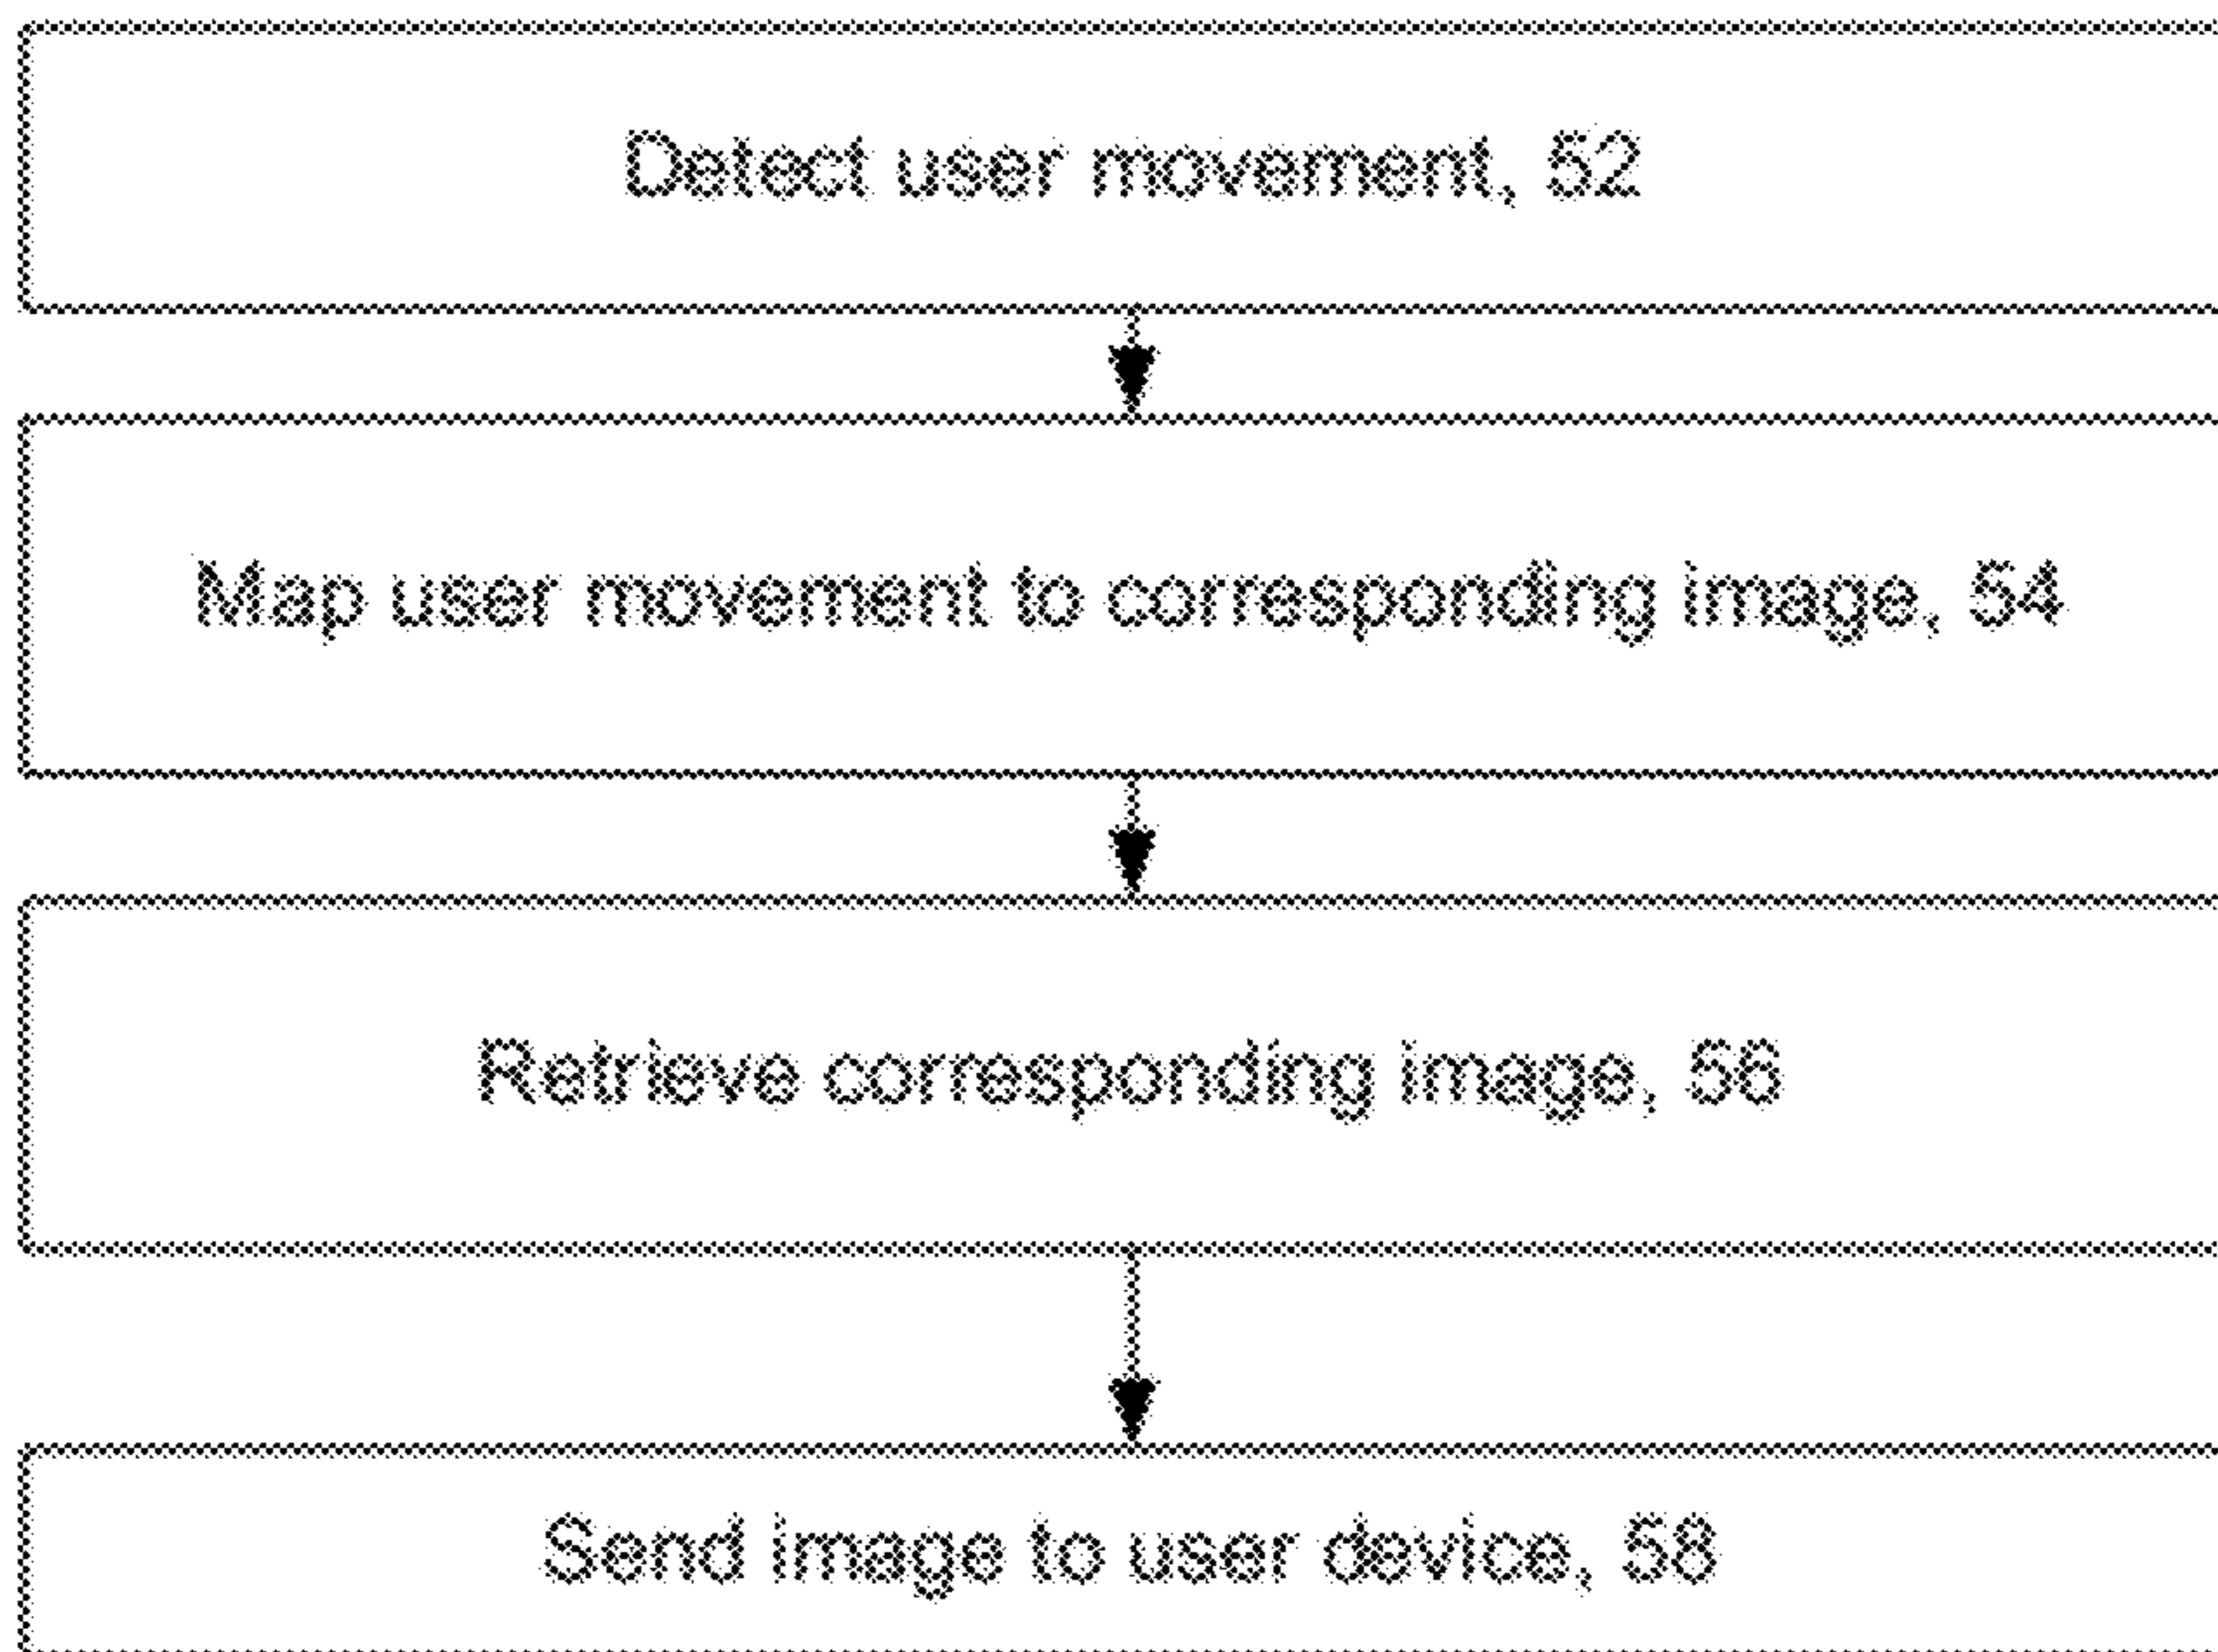 Detect user movement, 52
Map user movement to corresponding image, 54
Retrieve corresponding image, 56
Send image to user device, 58